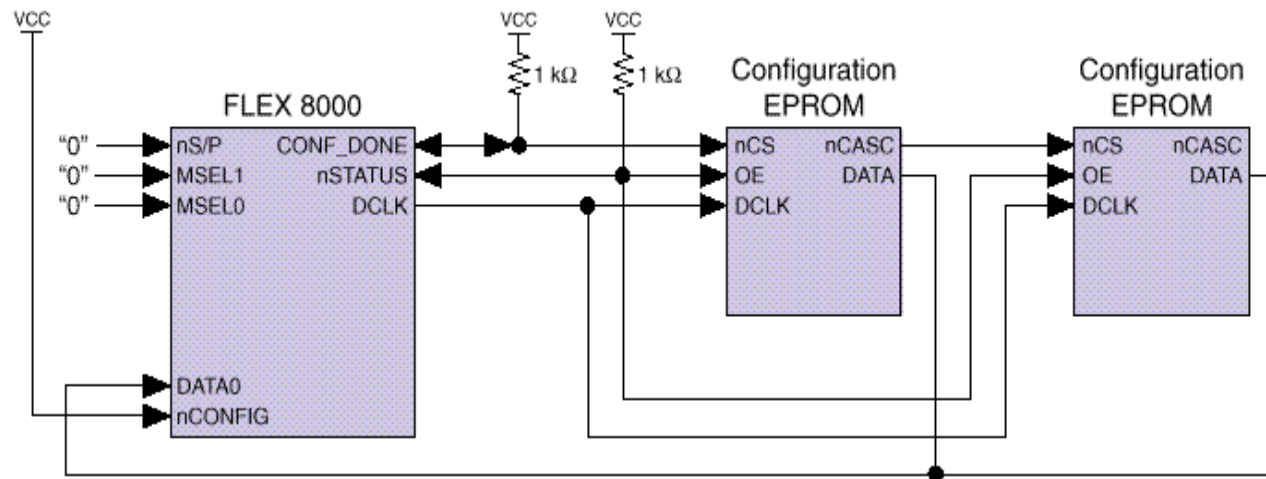 VCC
VCC
VCC
1 kΩ
1 kΩ
Configuration
EPROM
Configuration
EPROM
FLEX 8000
"0"
nS/P
CONF_DONE
"0"
MSEL1
nSTATUS
"0"
MSEL0
DCLK
DATA0
nCONFIG
nCS
nCASC
OE
DATA
DCLK
nCS
nCASC
OE
DATA
DCLK